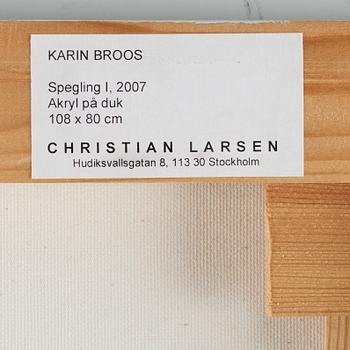 KARIN BROOS
Spegling I, 2007
Akryl på duk
108 x 80 cm
CHRISTIAN LARSEN
Hudiksvallsgatan 8, 113 30 Stockholm